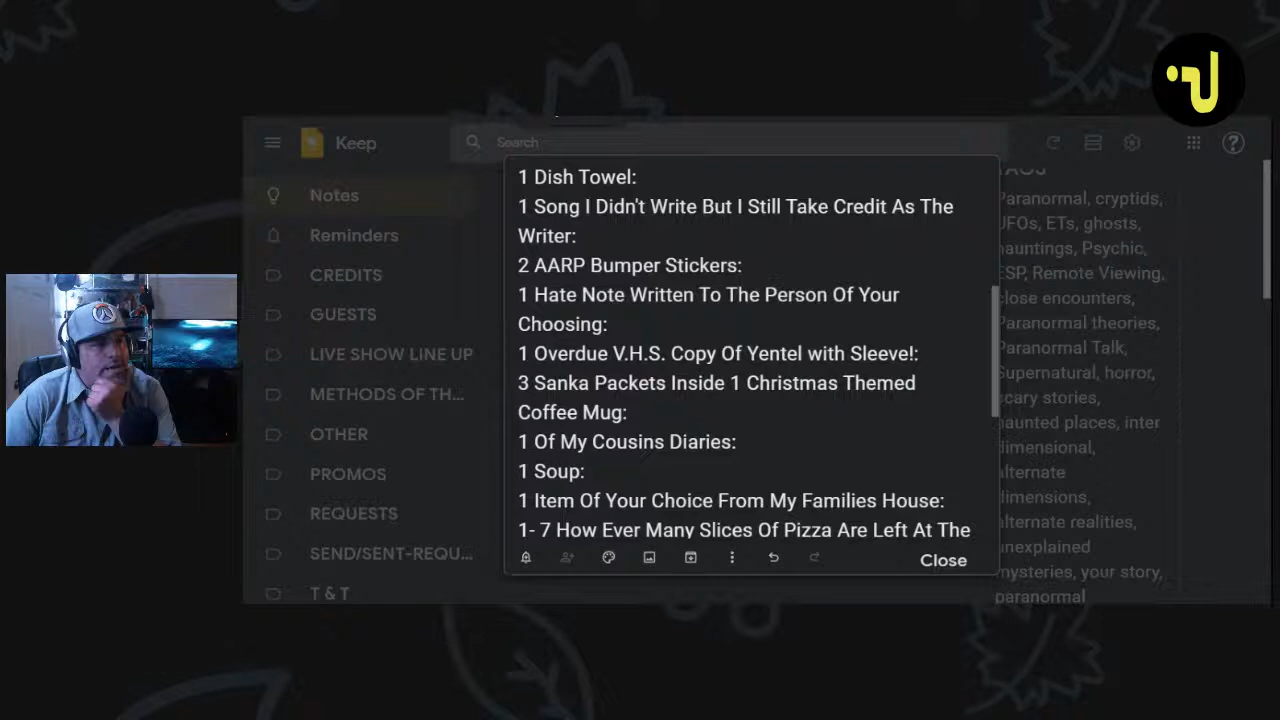 Keep
Search
Notes
Reminders
CREDITS
GUESTS
LIVE SHOW LINE UP
METHODS OF TH...
OTHER
PROMOS
REQUESTS
SEND/SENT-REQU...
T & T
1 Dish Towel:
1 Song I Didn't Write But I Still Take Credit As The
Writer:
2 AARP Bumper Stickers:
1 Hate Note Written To The Person Of Your
Choosing:
1 Overdue V.H.S. Copy Of Yentel with Sleeve!:
3 Sanka Packets Inside 1 Christmas Themed
Coffee Mug:
1 Of My Cousins Diaries:
1 Soup:
1 Item Of Your Choice From My Families House:
1- 7 How Ever Many Slices Of Pizza Are Left At The
Close
TAGS
Paranormal, cryptids,
UFOs, ETs, ghosts,
hauntings, Psychic,
ESP, Remote Viewing,
close encounters,
Paranormal theories,
Paranormal Talk,
Supernatural, horror,
scary stories,
haunted places, inter
dimensional,
alternate
dimensions,
alternate realities,
unexplained
mysteries, your story,
paranormal